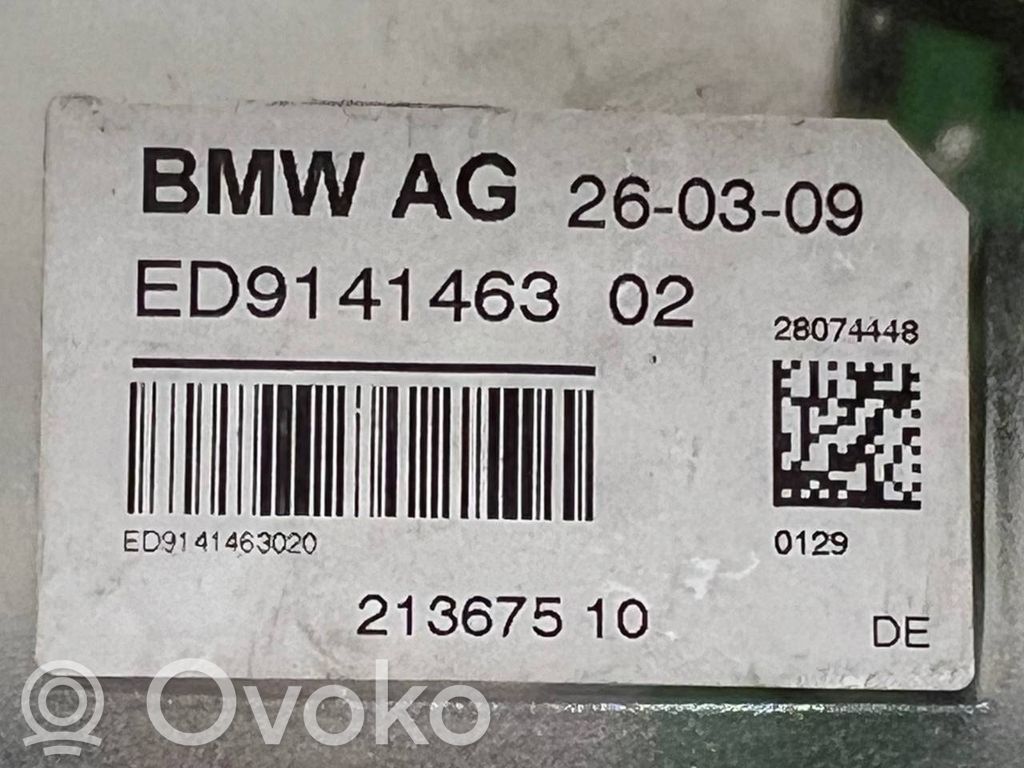 BMW AG 26-03-09
ED9141463 02
28074448
ED9141463020
0129
213675 10
DE
Ovoko